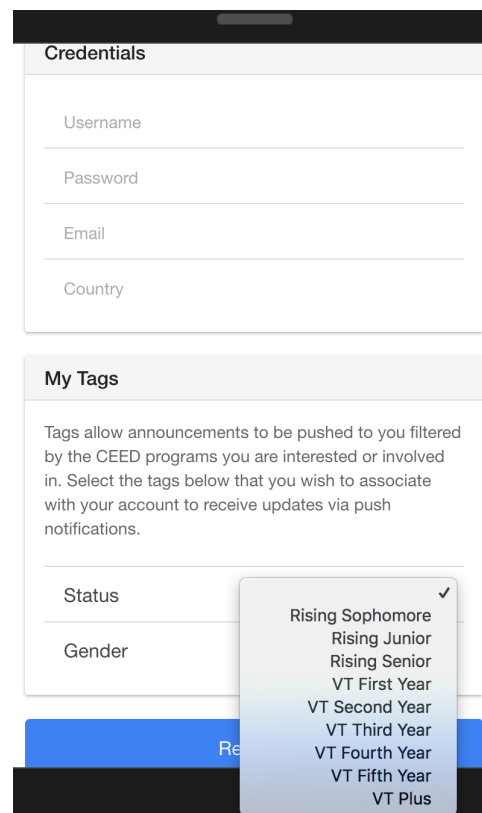 Credentials
Username
Password
Email
Country
My Tags
Tags allow announcements to be pushed to you filtered
by the CEED programs you are interested or involved
in. Select the tags below that you wish to associate
with your account to receive updates via push
notifications.
Status
Gender
Rising Sophomore
Rising Junior
Rising Senior
VT First Year
VT Second Year
VT Third Year
VT Fourth Year
VT Fifth Year
VT Plus